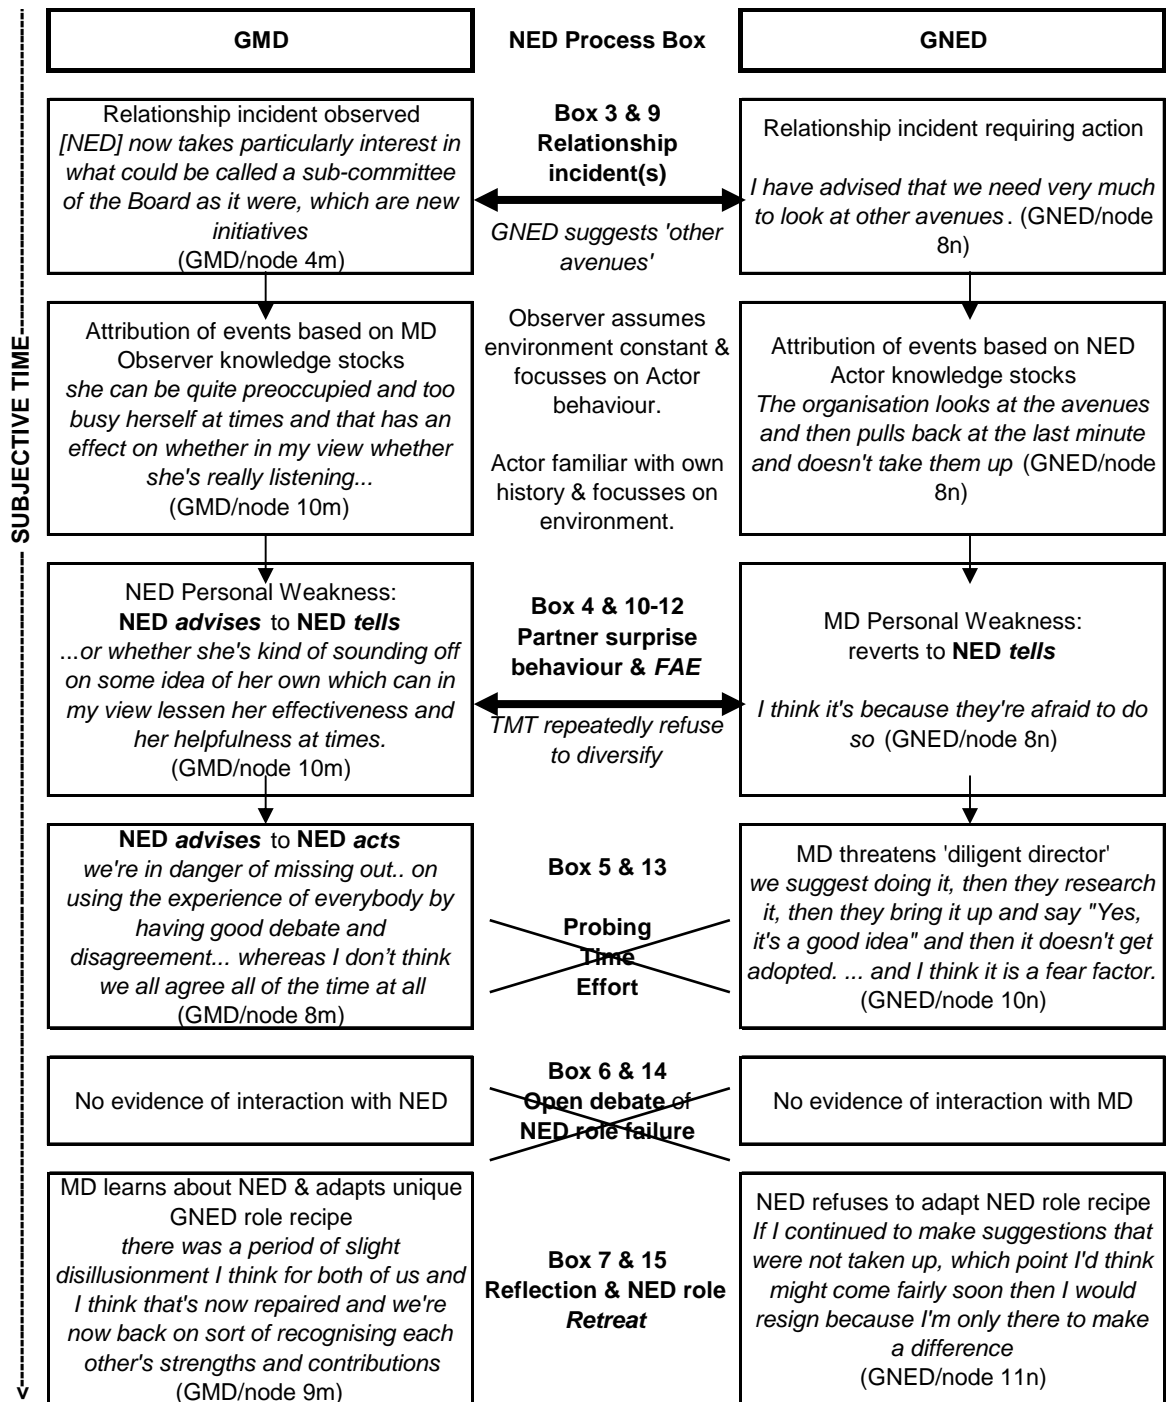 GMD
NED Process Box
GNED
SUBJECTIVE TIME
Relationship incident observed
[NED] now takes particularly interest in
what could be called a sub-committee
of the Board as it were, which are new
initiatives
(GMD/node 4m)
Box 3 & 9
Relationship
incident(s)
GNED suggests 'other
avenues'
Relationship incident requiring action
I have advised that we need very much
to look at other avenues. (GNED/node
8n)
Attribution of events based on MD
Observer knowledge stocks
she can be quite preoccupied and too
busy herself at times and that has an
effect on whether in my view whether
she's really listening...
(GMD/node 10m)
Observer assumes
environment constant &
focusses on Actor
behaviour.
Actor familiar with own
history & focusses on
environment.
Attribution of events based on NED
Actor knowledge stocks
The organisation looks at the avenues
and then pulls back at the last minute
and doesn't take them up (GNED/node
8n)
NED Personal Weakness:
NED advises to NED tells
...or whether she's kind of sounding off
on some idea of her own which can in
my view lessen her effectiveness and
her helpfulness at times.
(GMD/node 10m)
Box 4 & 10-12
Partner surprise
behaviour & FAE
TMT repeatedly refuse
to diversify
MD Personal Weakness:
reverts to NED tells
I think it's because they're afraid to do
so (GNED/node 8n)
NED advises to NED acts
we're in danger of missing out.. on
using the experience of everybody by
having good debate and
disagreement... whereas I don't think
we all agree all of the time at all
(GMD/node 8m)
Box 5 & 13
Probing
Time
Effort
MD threatens 'diligent director'
we suggest doing it, then they research
it, then they bring it up and say "Yes,
it's a good idea" and then it doesn't get
adopted. ... and I think it is a fear factor.
(GNED/node 10n)
No evidence of interaction with NED
Box 6 & 14
Open debate of
NED role failure
No evidence of interaction with MD
MD learns about NED & adapts unique
GNED role recipe
there was a period of slight
disillusionment I think for both of us and
I think that's now repaired and we're
now back on sort of recognising each
other's strengths and contributions
(GMD/node 9m)
Box 7 & 15
Reflection & NED role
Retreat
NED refuses to adapt NED role recipe
If I continued to make suggestions that
were not taken up, which point I'd think
might come fairly soon then I would
resign because I'm only there to make
a difference
(GNED/node 11n)